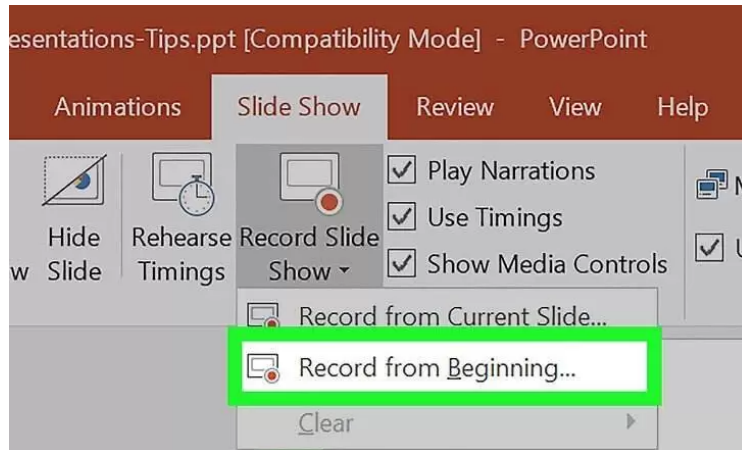 esentations-Tips.ppt [Compatibility Mode] - PowerPoint
Animations Slide Show Review View Help
Play Narrations
Use Timings
Show Media Controls
Hide
Slide
Rehearse
Timings
Record Slide
Show
Record from Current Slide...
Record from Beginning...
Clear